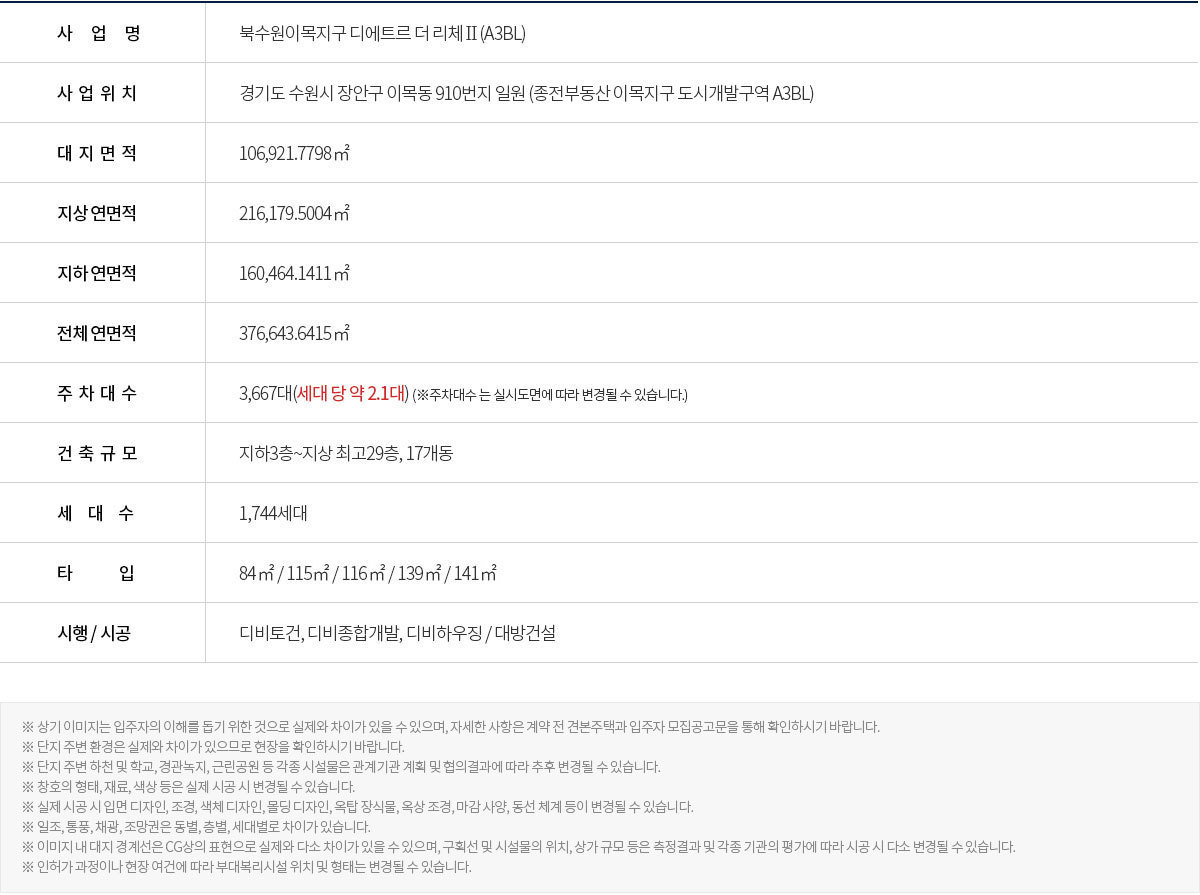 사 업 명 북수원이목지구 디에트르 더 리체 II (A3BL)
사 업 위 치 경기도 수원시 장안구 이목동 910번지 일원 (종전부동산 이목지구 도시개발구역 A3BL)
대 지 면 적 106,921.7798㎡
지상연면적 216,179.5004㎡
지하연면적 160,464.1411㎡
전체연면적 376,643.6415㎡
주 차 대 수 3,667대(세대 당 약 2.1대) (※주차대수 는 실시도면에 따라 변경될 수 있습니다.)
건 축 규 모 지하3층~지상 최고29층, 17개동
세 대 수 1,744세대
타 입 84㎡ / 115㎡ / 116㎡ / 139㎡ / 141㎡
시행 / 시공 디비토건, 디비종합개발, 디비하우징 / 대방건설
※ 상기 이미지는 입주자의 이해를 돕기 위한 것으로 실제와 차이가 있을 수 있으며, 자세한 사항은 계약 전 견본주택과 입주자 모집공고문을 통해 확인하시기 바랍니다.
※ 단지 주변 환경은 실제와 차이가 있으므로 현장을 확인하시기 바랍니다.
※ 단지 주변 하천 및 학교, 경관녹지, 근린공원 등 각종 시설물은 관계기관 계획 및 협의결과에 따라 추후 변경될 수 있습니다.
※ 창호의 형태, 재료, 색상 등은 실제 시공 시 변경될 수 있습니다.
※ 실제 시공 시 입면 디자인, 조경, 색체 디자인, 몰딩 디자인, 옥탑 장식물, 옥상 조경, 마감 사양, 동선 체계 등이 변경될 수 있습니다.
※ 일조, 통풍, 채광, 조망권은 동별, 층별, 세대별로 차이가 있습니다.
※ 이미지 내 대지 경계선은 CG상의 표현으로 실제와 다소 차이가 있을 수 있으며, 구획선 및 시설물의 위치, 상가 규모 등은 측정결과 및 각종 기관의 평가에 따라 시공 시 다소 변경될 수 있습니다.
※ 인허가 과정이나 현장 여건에 따라 부대복리시설 위치 및 형태는 변경될 수 있습니다.